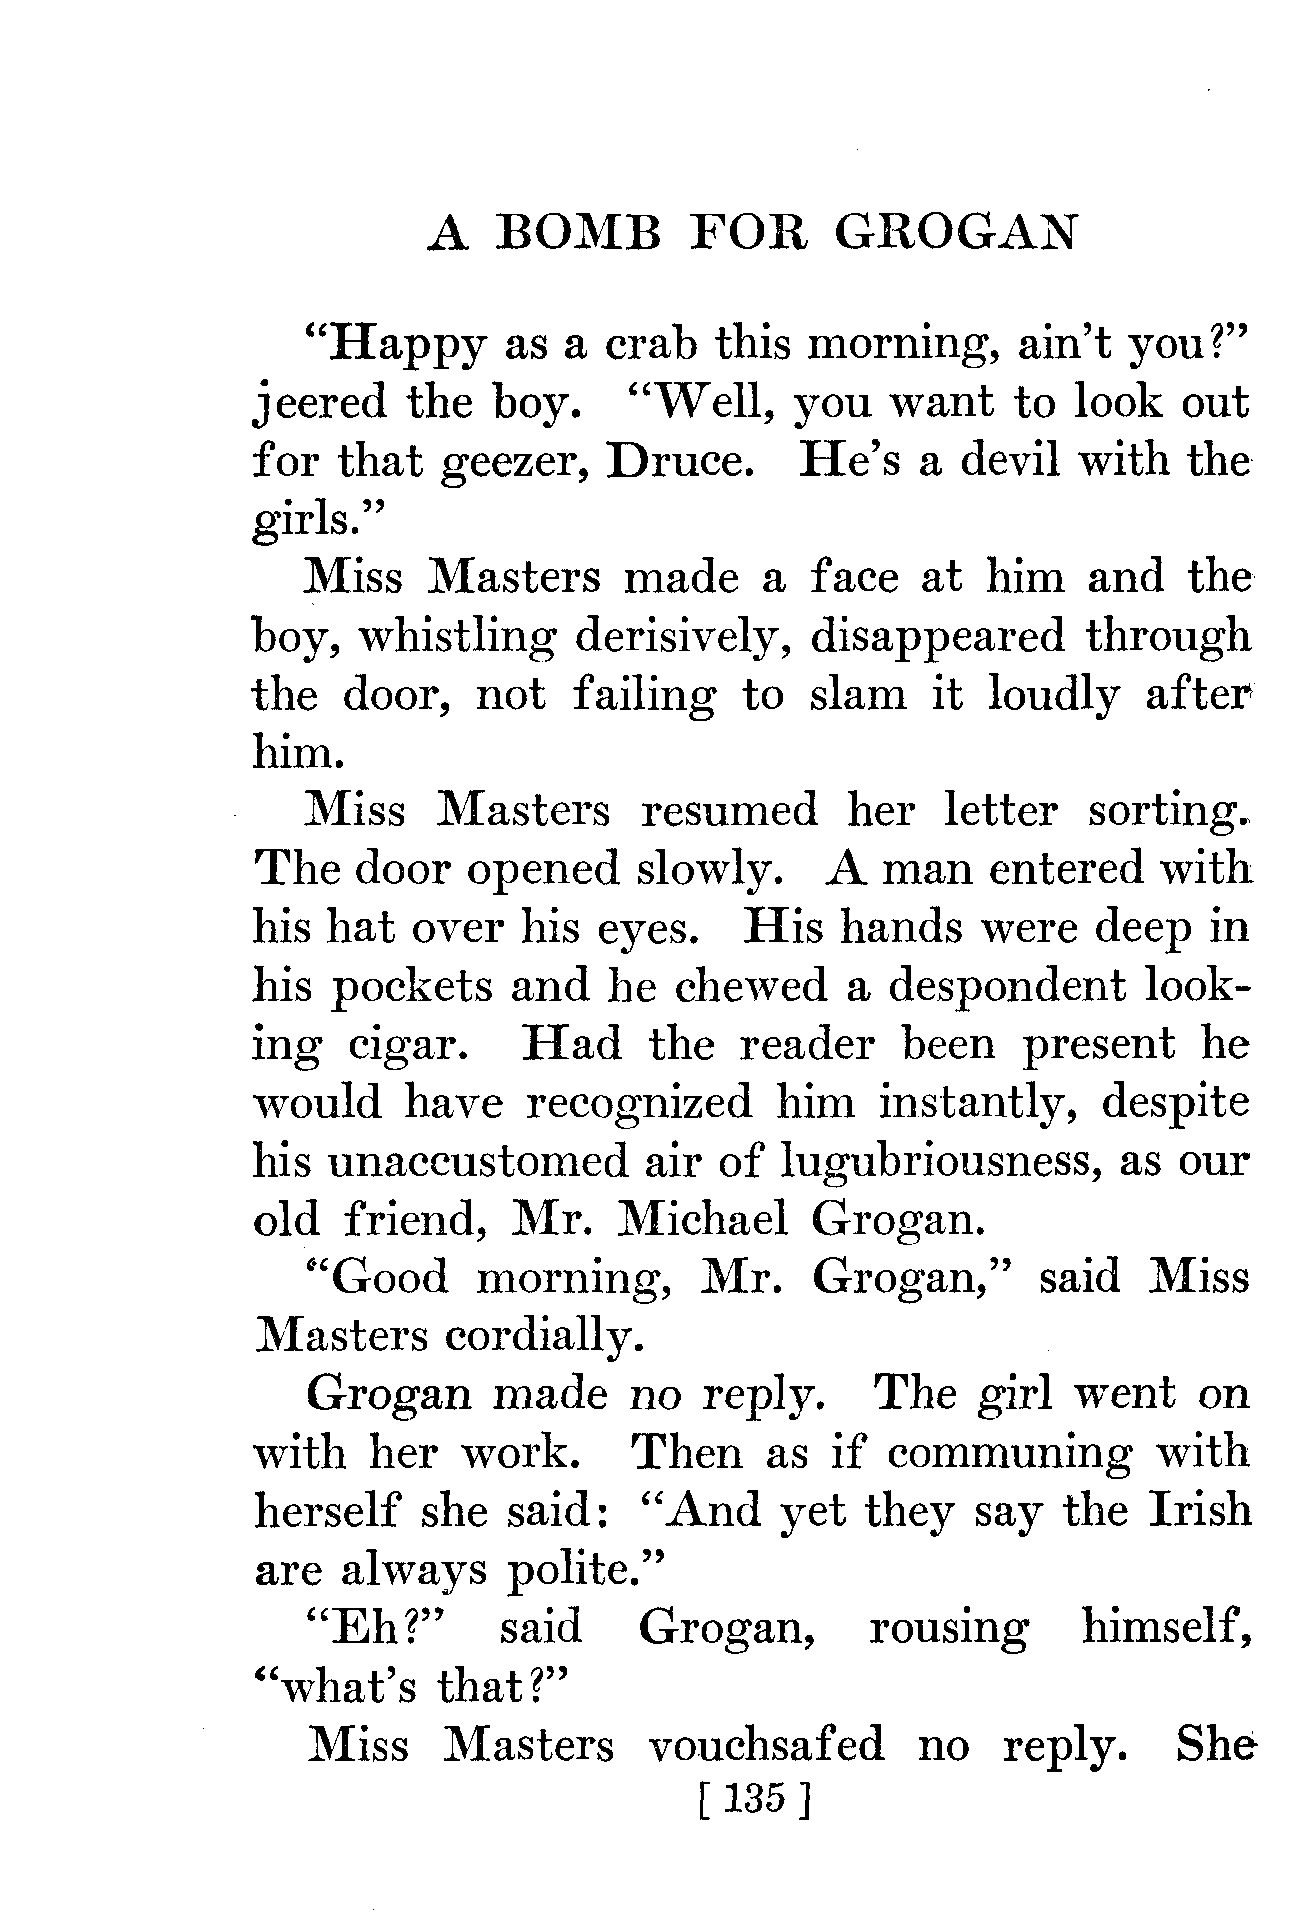 A BOMB FOR GROGAN
“Happy as a crab this morning, ain’t you?”
jeered the boy. “Well, you want to look out
for that geezer, Druce. He’s a devil with the
girls.”
Miss Masters made a face at him and the
boy, whistling derisively, disappeared through
the door, not failing to slam it loudly after
him.
Miss Masters resumed her letter sorting.
The door opened slowly. A man entered with
his hat over his eyes. His hands were deep in
his pockets and he chewed a despondent look-
ing cigar. Had the reader been present he
would have recognized him instantly, despite
his unaccustomed air of lugubriousness, as our
old friend, Mr. Michael Grogan.
“Good morning, Mr. Grogan,” said Miss
Masters cordially.
Grogan made no reply. The girl went on
with her work. Then as if communing with
herself she said: “And yet they say the Irish
are always polite.”
“Eh?” said Grogan, rousing himself,
“what’s that?”
Miss Masters vouchsafed no reply. She
[ 135 ]